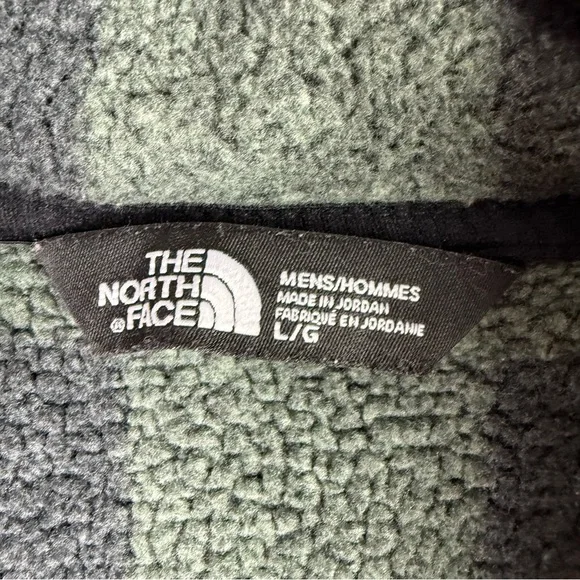 THE
NORTH
FACE
®
MENS/HOMMES
MADE IN JORDAN
FABRIQUÉ EN JORDANIE
L/G